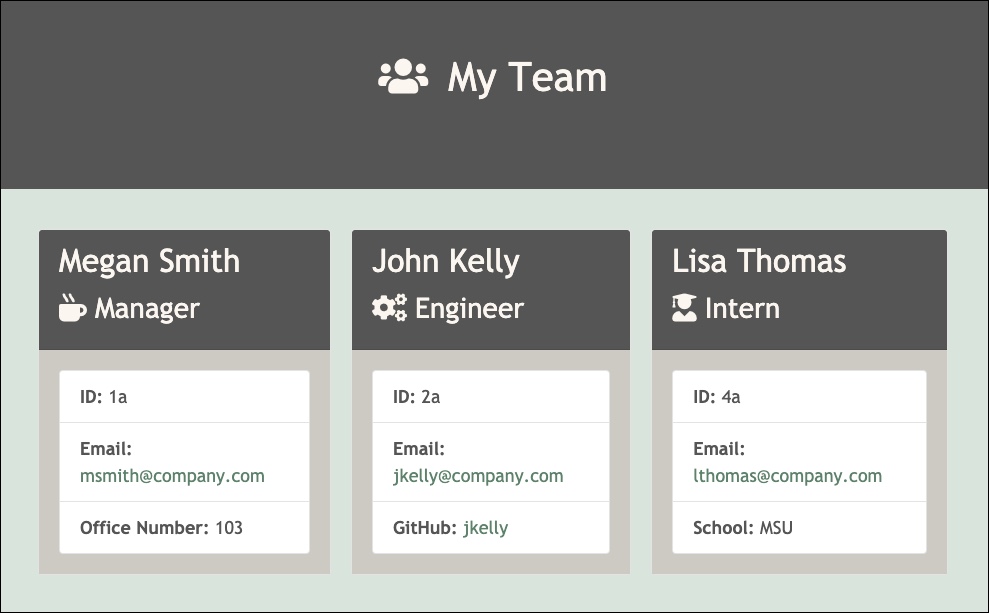 My Team
Megan Smith
Manager
ID: 1a
Email:
msmith@company.com
Office Number: 103
John Kelly
Engineer
ID: 2a
Email:
jkelly@company.com
GitHub: jkelly
Lisa Thomas
Intern
ID: 4a
Email:
lthomas@company.com
School: MSU